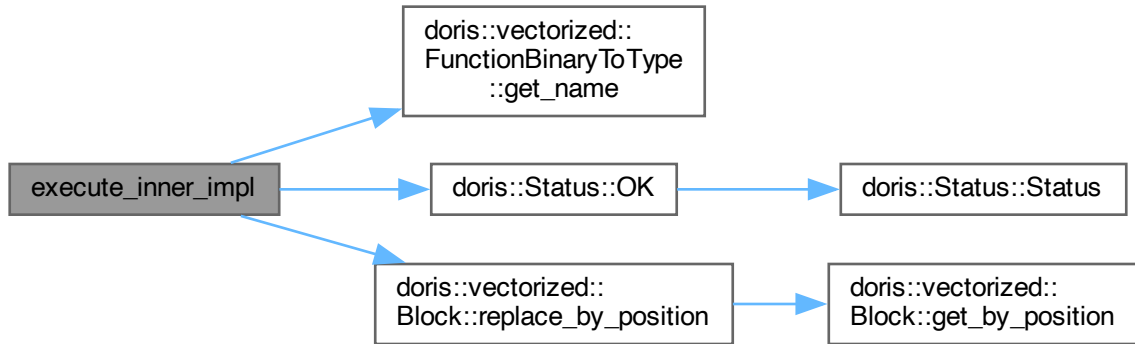 doris::vectorized::
FunctionBinaryToType
::get_name
execute_inner_impl
doris::Status::OK
doris::Status::Status
doris::vectorized::
Block::replace_by_position
doris::vectorized::
Block::get_by_position